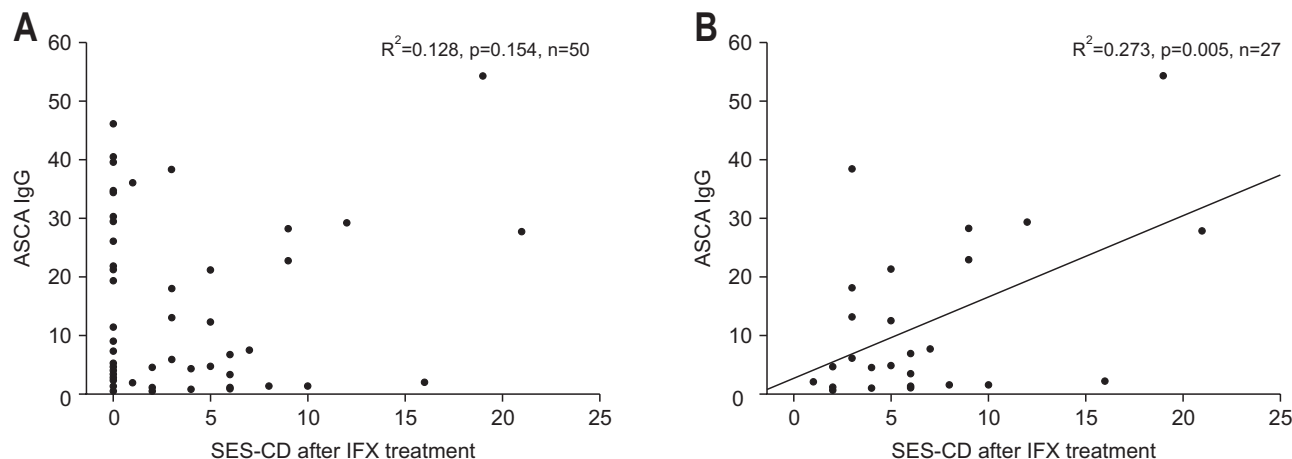 A
R²=0.128, p=0.154, n=50
60
50
40
30
20
10
0
ASCA IgG
0 5 10 15 20 25
SES-CD after IFX treatment
B
R²=0.273, p=0.005, n=27
60
50
40
30
20
10
0
ASCA IgG
0 5 10 15 20 25
SES-CD after IFX treatment